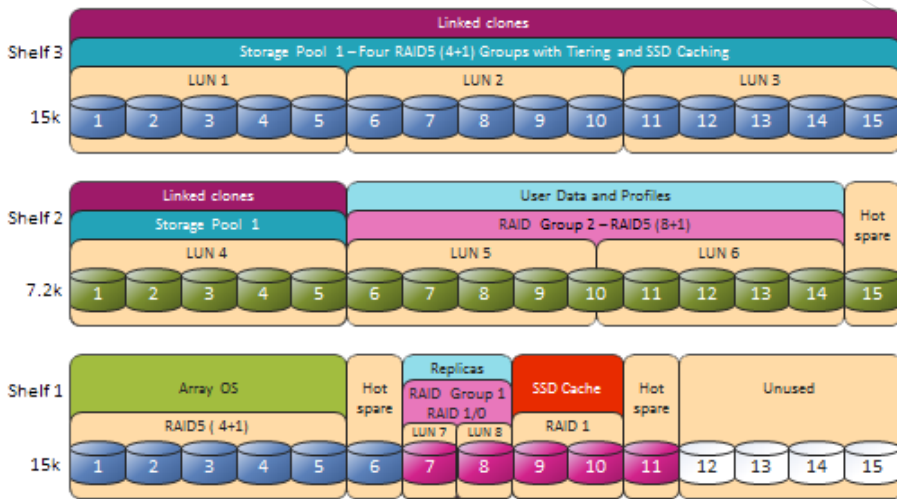 Linked clones
Shelf 3
Storage Pool 1 – Four RAID5 (4+1) Groups with Tiering and SSD Caching
LUN 1 LUN 2 LUN 3
15k 1 2 3 4 5 6 7 8 9 10 11 12 13 14 15
Linked clones User Data and Profiles
Shelf 2 Hot
Storage Pool 1 RAID Group 2 – RAID5 (8+1) spare
LUN 4 LUN 5 LUN 6
7.2k 1 2 3 4 5 6 7 8 9 10 11 12 13 14 15
Replicas
Shelf 1 Array OS Hot RAID Group 1 SSD Cache Hot Unused
spare RAID 1/0 spare
RAID5 ( 4+1) LUN 7 LUN 8 RAID 1
15k 1 2 3 4 5 6 7 8 9 10 11 12 13 14 15